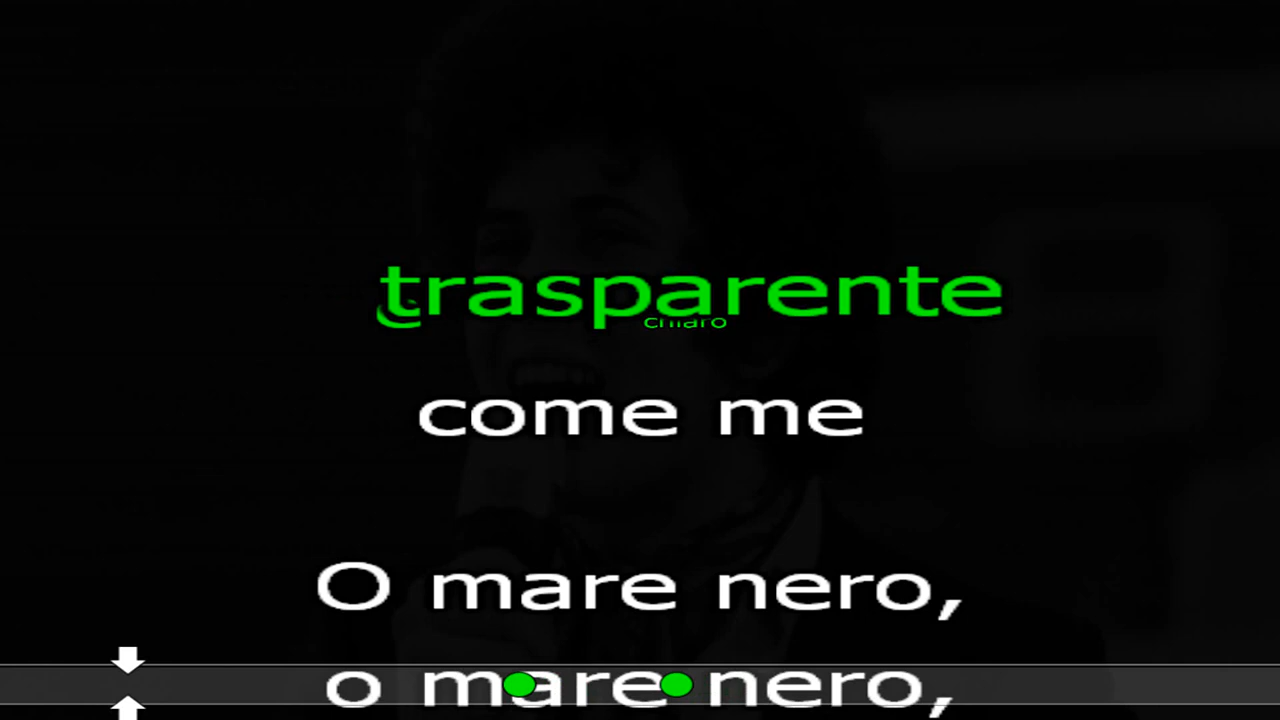 trasparente
chiaro
come me
O mare nero,
o mare nero,